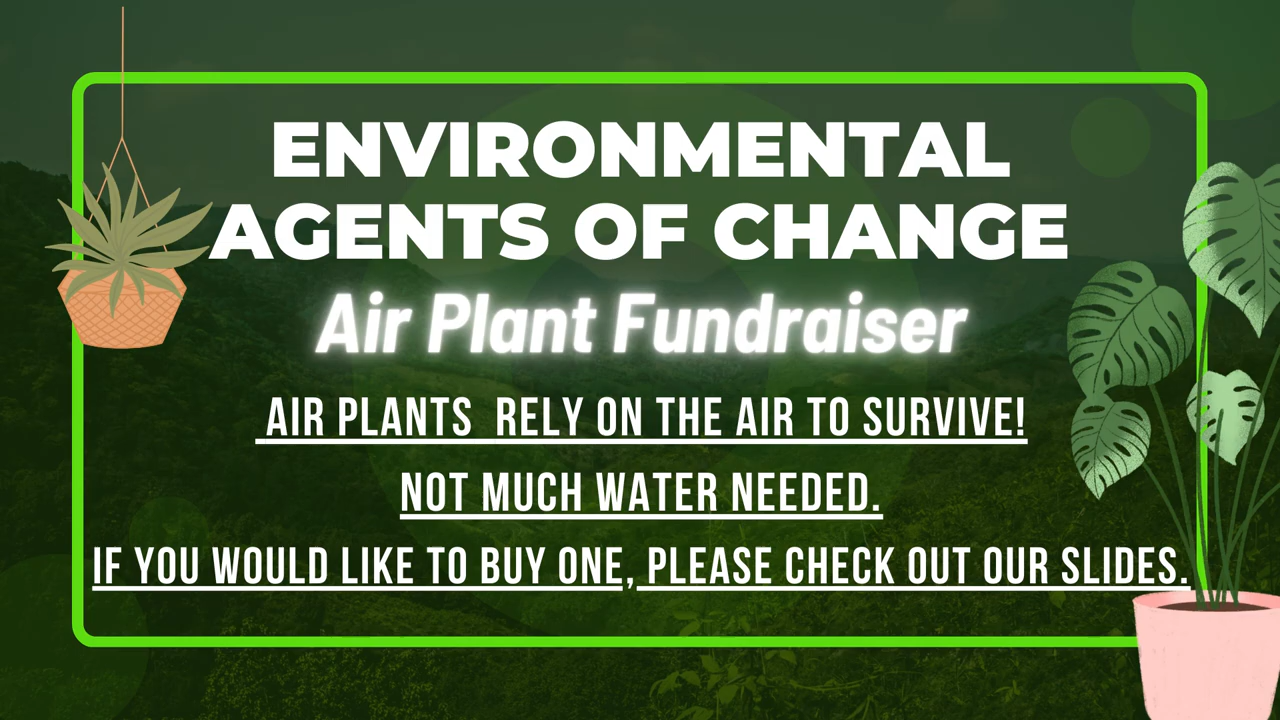 ENVIRONMENTAL
AGENTS OF CHANGE
Air Plant Fundraiser
AIR PLANTS  RELY ON THE AIR TO SURVIVE!
NOT MUCH WATER NEEDED.
IF YOU WOULD LIKE TO BUY ONE, PLEASE CHECK OUT OUR SLIDES.